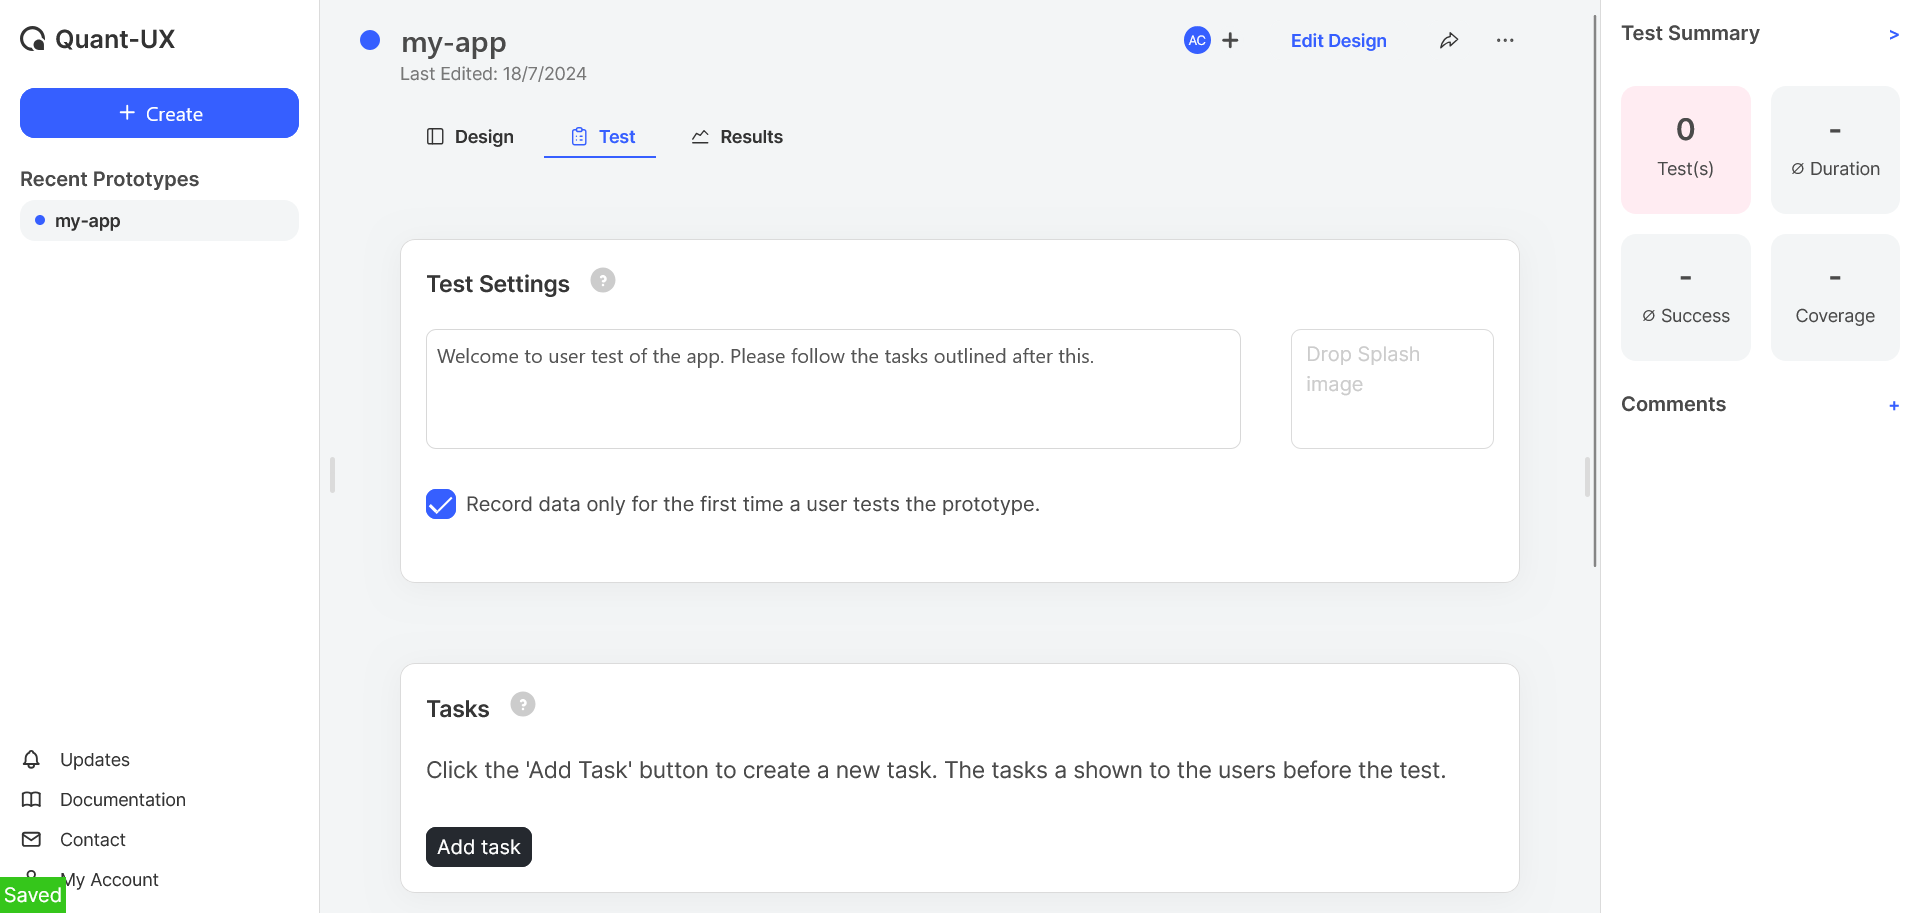 Quant-UX
Create
Recent Prototypes
my-app
Updates
Documentation
Contact
My Account
Saved
my-app
Last Edited: 18/7/2024
AC
Edit Design
Design
Test
Results
Test Settings ?
Welcome to user test of the app. Please follow the tasks outlined after this.
Drop Splash
image
Record data only for the first time a user tests the prototype.
Tasks ?
Click the 'Add Task' button to create a new task. The tasks a shown to the users before the test.
Add task
Test Summary >
0
Test(s)
-
∅ Duration
-
∅ Success
-
Coverage
Comments +